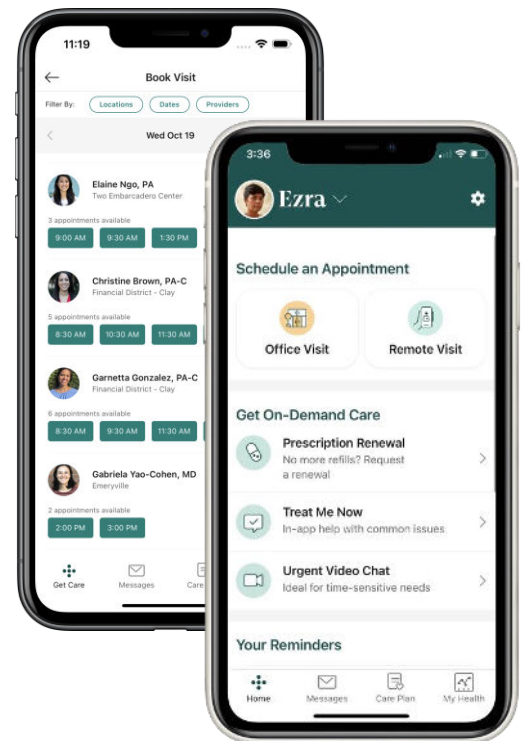 11:19
Book Visit
Filter By: Locations Dates Providers
Wed Oct 19
Elaine Ngo, PA
Two Embarcadero Center
3 appointments available
9:00 AM 9:30 AM 1:30 PM
Christine Brown, PA-C
Financial District - Clay
5 appointments available
8:30 AM 10:30 AM 11:30 AM
Garnetta Gonzalez, PA-C
Financial District - Clay
6 appointments available
8:30 AM 9:30 AM 11:30 AM
Gabriela Yao-Cohen, MD
Emeryville
2 appointments available
2:00 PM 3:00 PM
Get Care Messages Care
3:36
Ezra
Schedule an Appointment
Office Visit Remote Visit
Get On-Demand Care
Prescription Renewal
No more refills? Request
a renewal
Treat Me Now
In-app help with common issues
Urgent Video Chat
Ideal for time-sensitive needs
Your Reminders
Home Messages Care Plan My Health